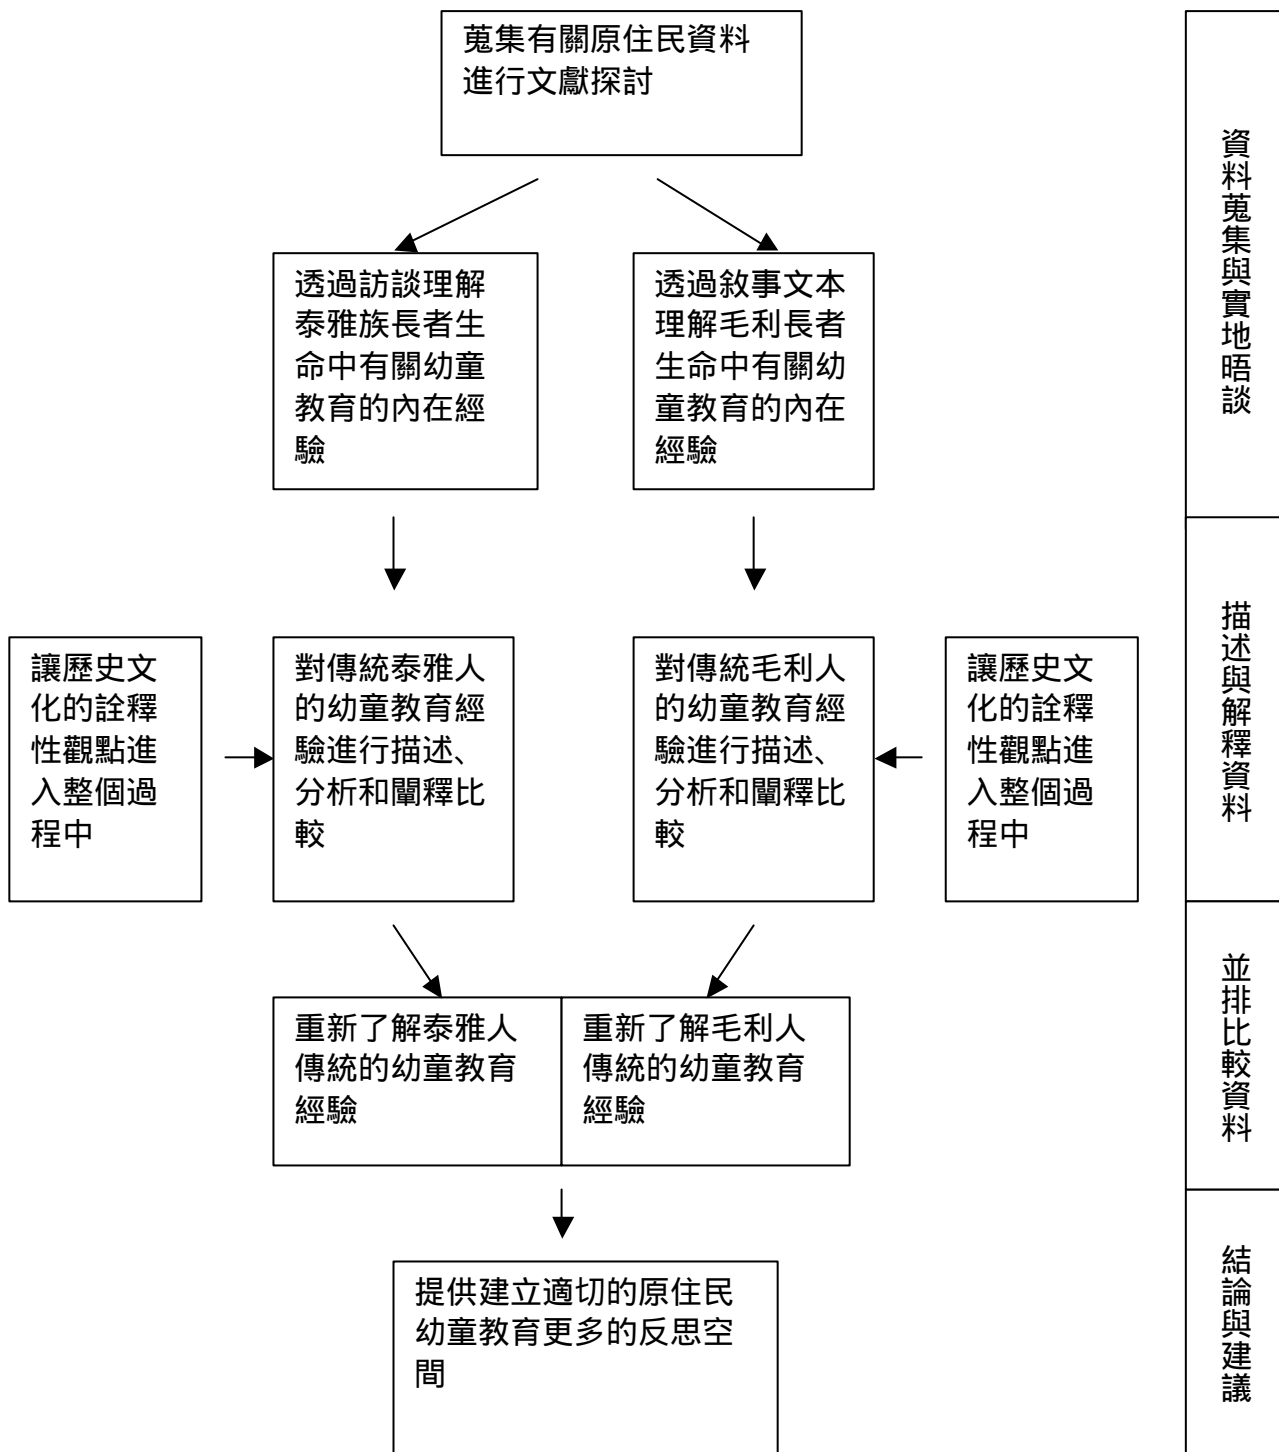 蒐集有關原住民資料
進行文獻探討
透過訪談理解
泰雅族長者生
命中有關幼童
教育的內在經
驗
透過敘事文本
理解毛利長者
生命中有關幼
童教育的內在
經驗
資料蒐集與實地晤談
讓歷史文
化的詮釋
性觀點進
入整個過
程中
對傳統泰雅人
的幼童教育經
驗進行描述、
分析和闡釋比
較
對傳統毛利人
的幼童教育經
驗進行描述、
分析和闡釋比
較
讓歷史文
化的詮釋
性觀點進
入整個過
程中
描述與解釋資料
重新了解泰雅人
傳統的幼童教育
經驗
重新了解毛利人
傳統的幼童教育
經驗
並排比較資料
提供建立適切的原住民
幼童教育更多的反思空
間
結論與建議